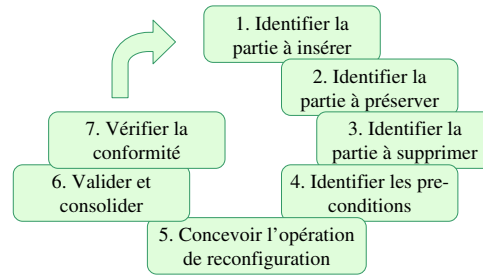 1. Identifier la
partie à insérer
2. Identifier la
partie à préserver
3. Identifier la
partie à supprimer
4. Identifier les pre-
conditions
5. Concevoir l'opération
de reconfiguration
6. Valider et
consolider
7. Vérifier la
conformité